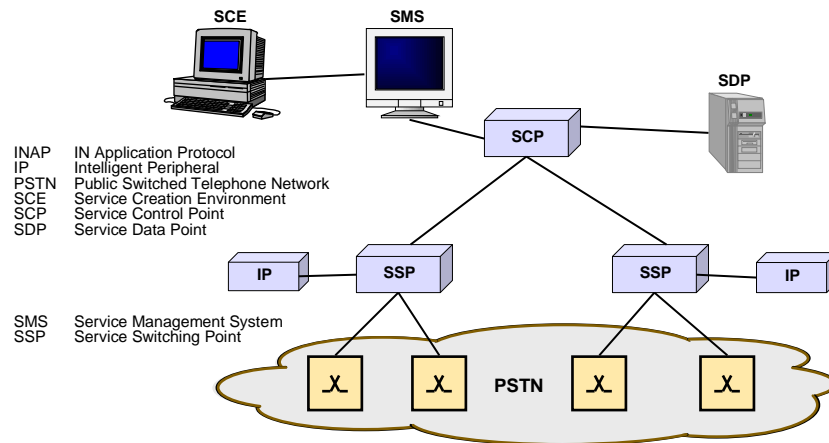 SCE
SMS
SDP
SCP
INAP IN Application Protocol
IP Intelligent Peripheral
PSTN Public Switched Telephone Network
SCE Service Creation Environment
SCP Service Control Point
SDP Service Data Point
IP
SSP
SSP
IP
SMS Service Management System
SSP Service Switching Point
PSTN